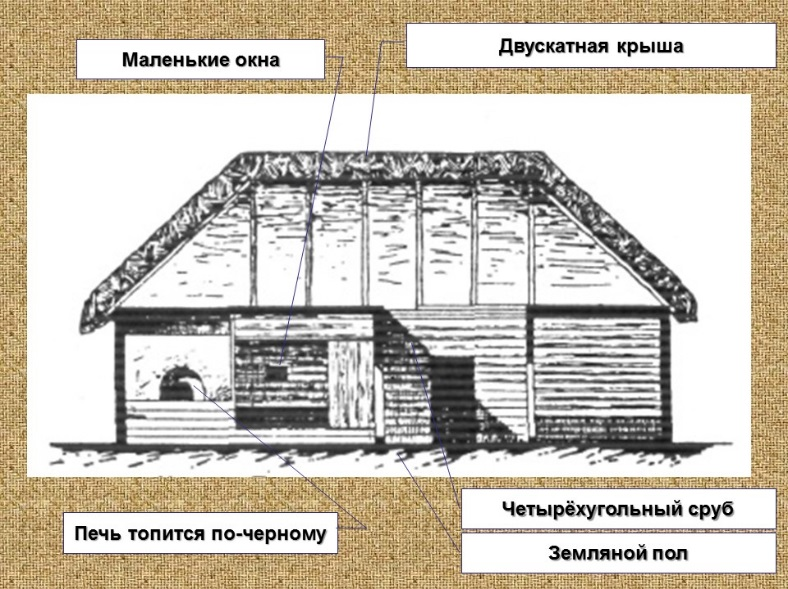 Маленькие окна
Двускатная крыша
Печь топится по-черному
Четырёхугольный сруб
Земляной пол